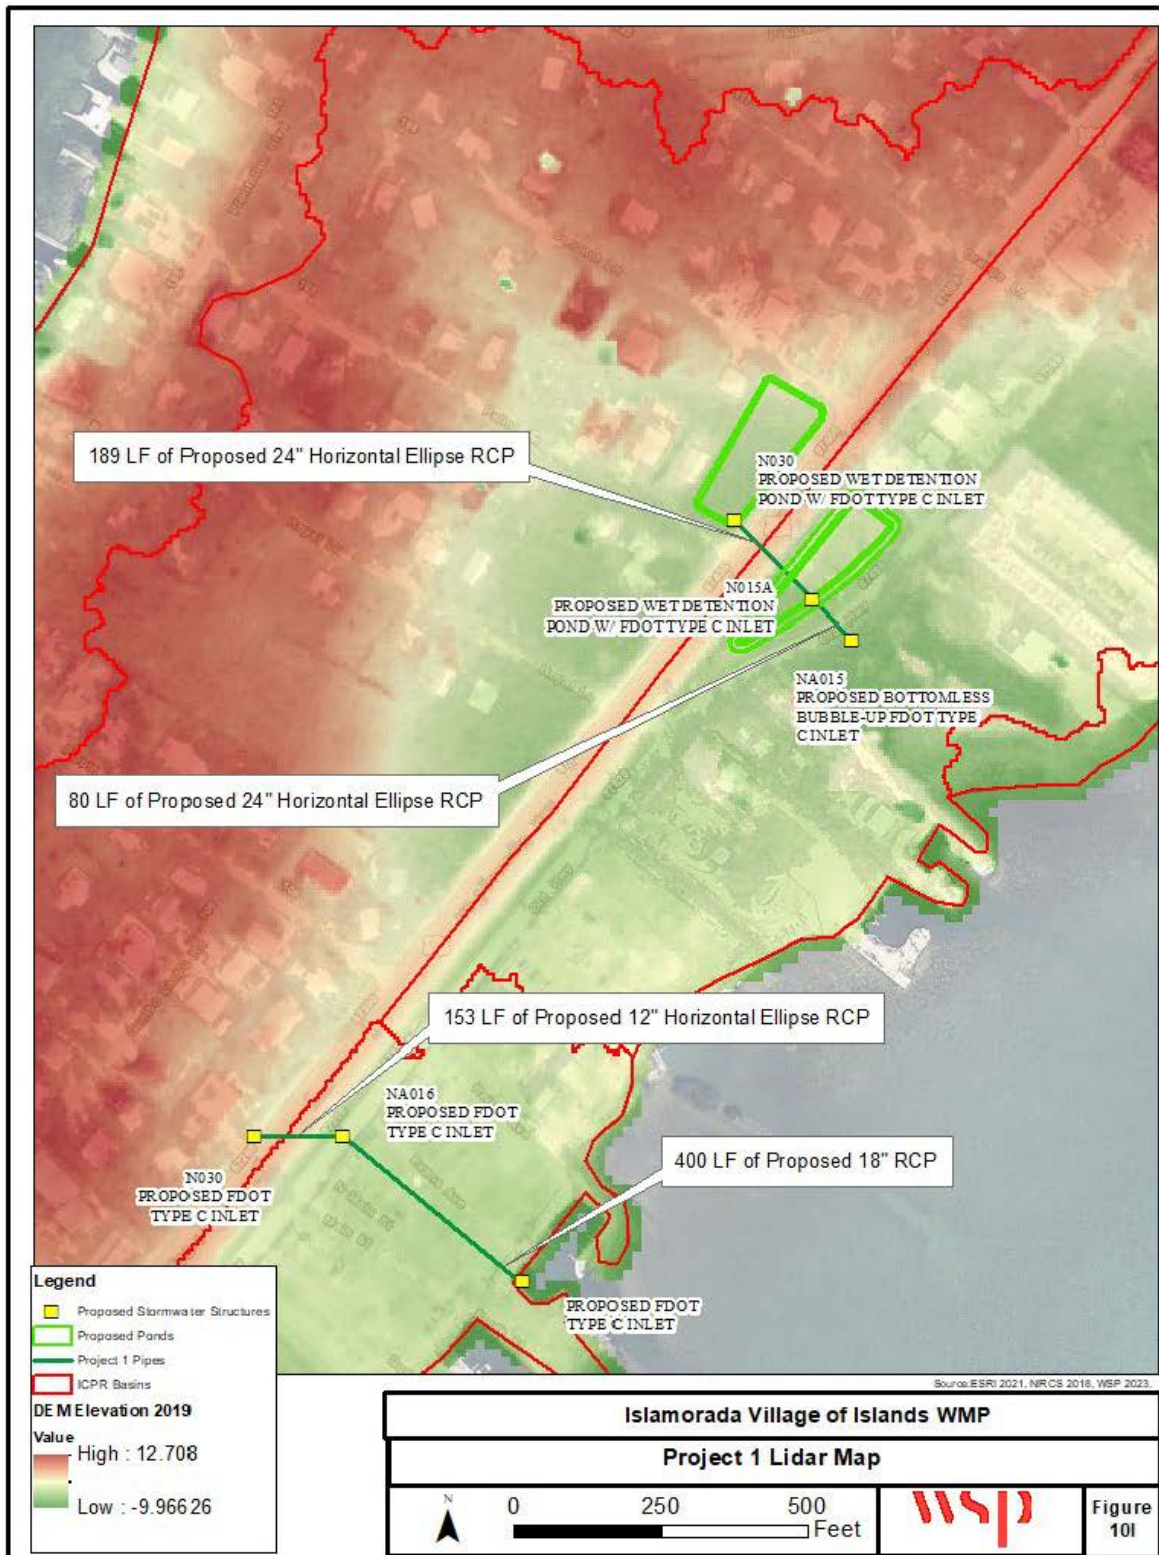 189 LF of Proposed 24" Horizontal Ellipse RCP
N030
PROPOSED WET DETENTION
POND W/ FDOT TYPE C INLET
N015A
PROPOSED WET DETENTION
POND W/ FDOT TYPE C INLET
NA015
PROPOSED BOTTOMLESS
BUBBLE-UP FDOT TYPE
C INLET
80 LF of Proposed 24" Horizontal Ellipse RCP
153 LF of Proposed 12" Horizontal Ellipse RCP
NA016
PROPOSED FDOT
TYPE C INLET
400 LF of Proposed 18" RCP
N030
PROPOSED FDOT
TYPE C INLET
PROPOSED FDOT
TYPE C INLET
Legend
Proposed Stormwater Structures
Proposed Ponds
Project 1 Pipes
ICPR Basins
DEM Elevation 2019
Value
High : 12.708
Low : -9.96626
Source: ESRI 2021, NRCS 2018, WSP 2023.
Islamorada Village of Islands WMP
Project 1 Lidar Map
N
0 250 500
Feet
wsp
Figure
10I